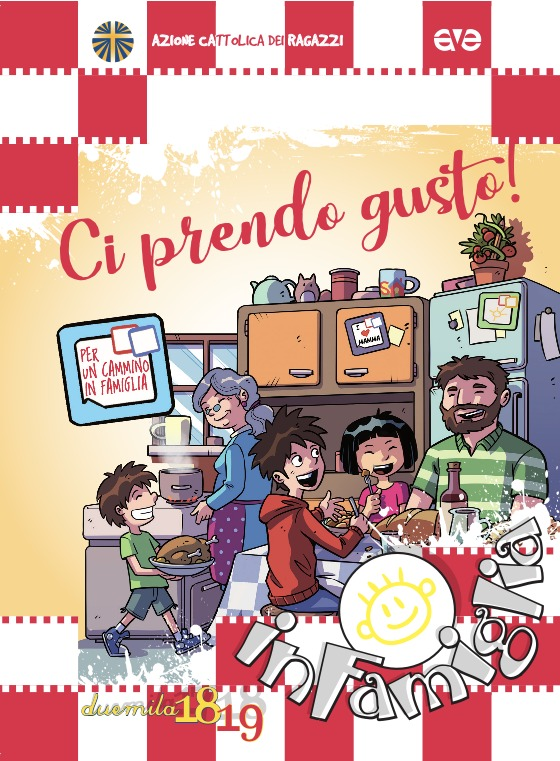 AZIONE CATTOLICA DEI RAGAZZI
ave
Ci prendo gusto!
PER
UN CAMMINO
IN FAMIGLIA
I
MAMMA
inFamiglia
duemila18
19